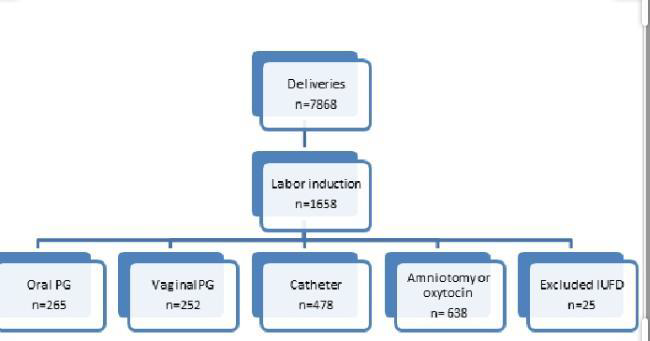 Deliveries
n=7868
Labor induction
n=1658
Oral PG
n=265
Vaginal PG
n=252
Catheter
n=478
Amniotomy or
oxytocin
n= 638
Excluded IUFD
n=25